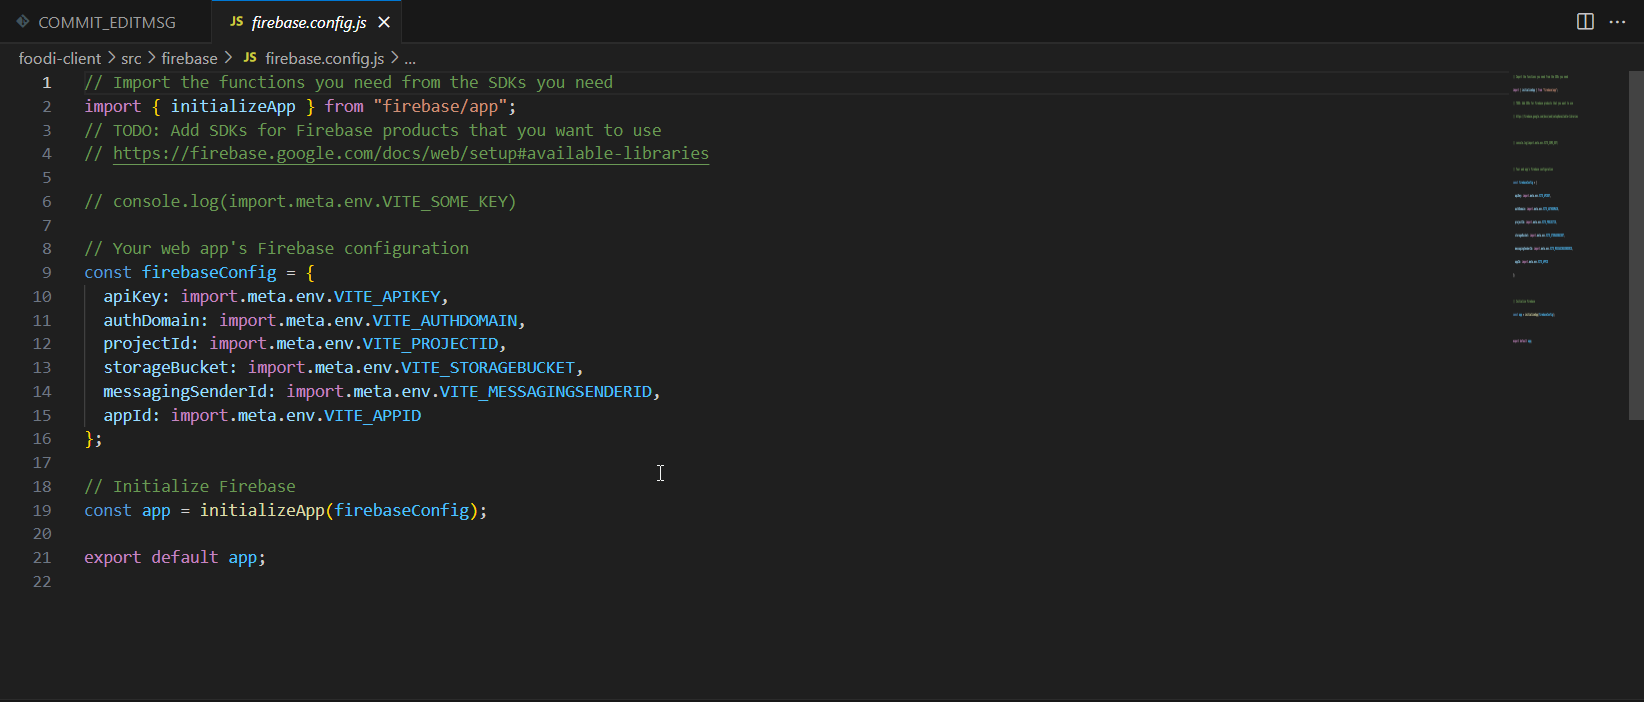 COMMIT_EDITMSG
JS firebase.config.js
foodi-client > src > firebase > JS firebase.config.js > ...
1 // Import the functions you need from the SDKs you need
2 import { initializeApp } from "firebase/app";
3 // TODO: Add SDKs for Firebase products that you want to use
4 // https://firebase.google.com/docs/web/setup#available-libraries
5
6 // console.log(import.meta.env.VITE_SOME_KEY)
7
8 // Your web app's Firebase configuration
9 const firebaseConfig = {
10 apiKey: import.meta.env.VITE_APIKEY,
11 authDomain: import.meta.env.VITE_AUTHDOMAIN,
12 projectId: import.meta.env.VITE_PROJECTID,
13 storageBucket: import.meta.env.VITE_STORAGEBUCKET,
14 messagingSenderId: import.meta.env.VITE_MESSAGINGSENDERID,
15 appId: import.meta.env.VITE_APPID
16 };
17
18 // Initialize Firebase
19 const app = initializeApp(firebaseConfig);
20
21 export default app;
22